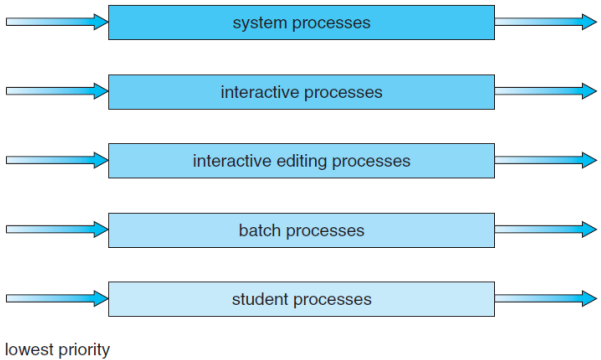 system processes
interactive processes
interactive editing processes
batch processes
student processes
lowest priority